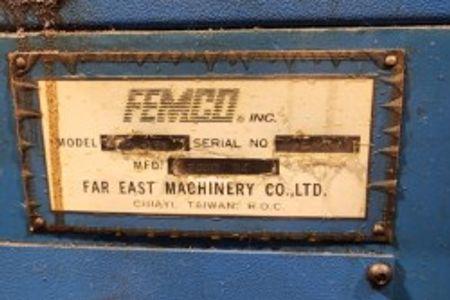 FEMCO ® INC.
MODEL SERIAL NO
MFD.
FAR EAST MACHINERY CO.,LTD.
CHIAYI, TAIWAN, R.O.C.